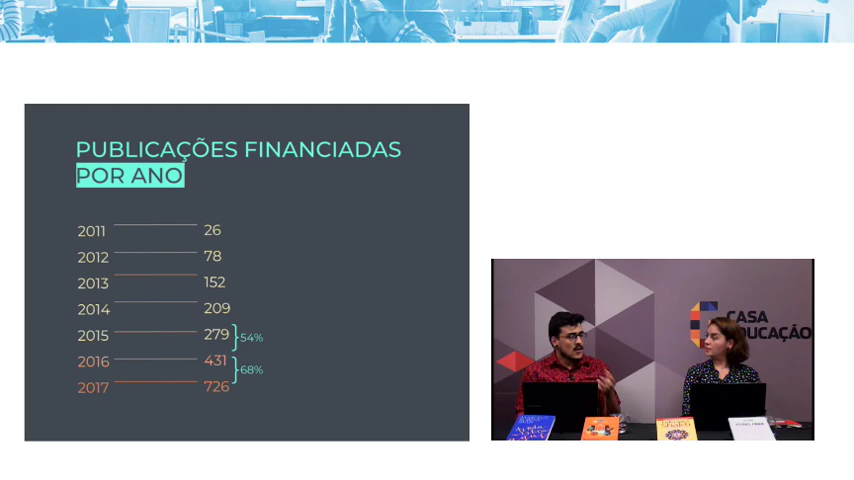 PUBLICAÇÕES FINANCIADAS
POR ANO
2011 26
2012 78
2013 152
2014 209
2015 279
54%
2016 431
68%
2017 726
CASA
EDUCAÇÃO